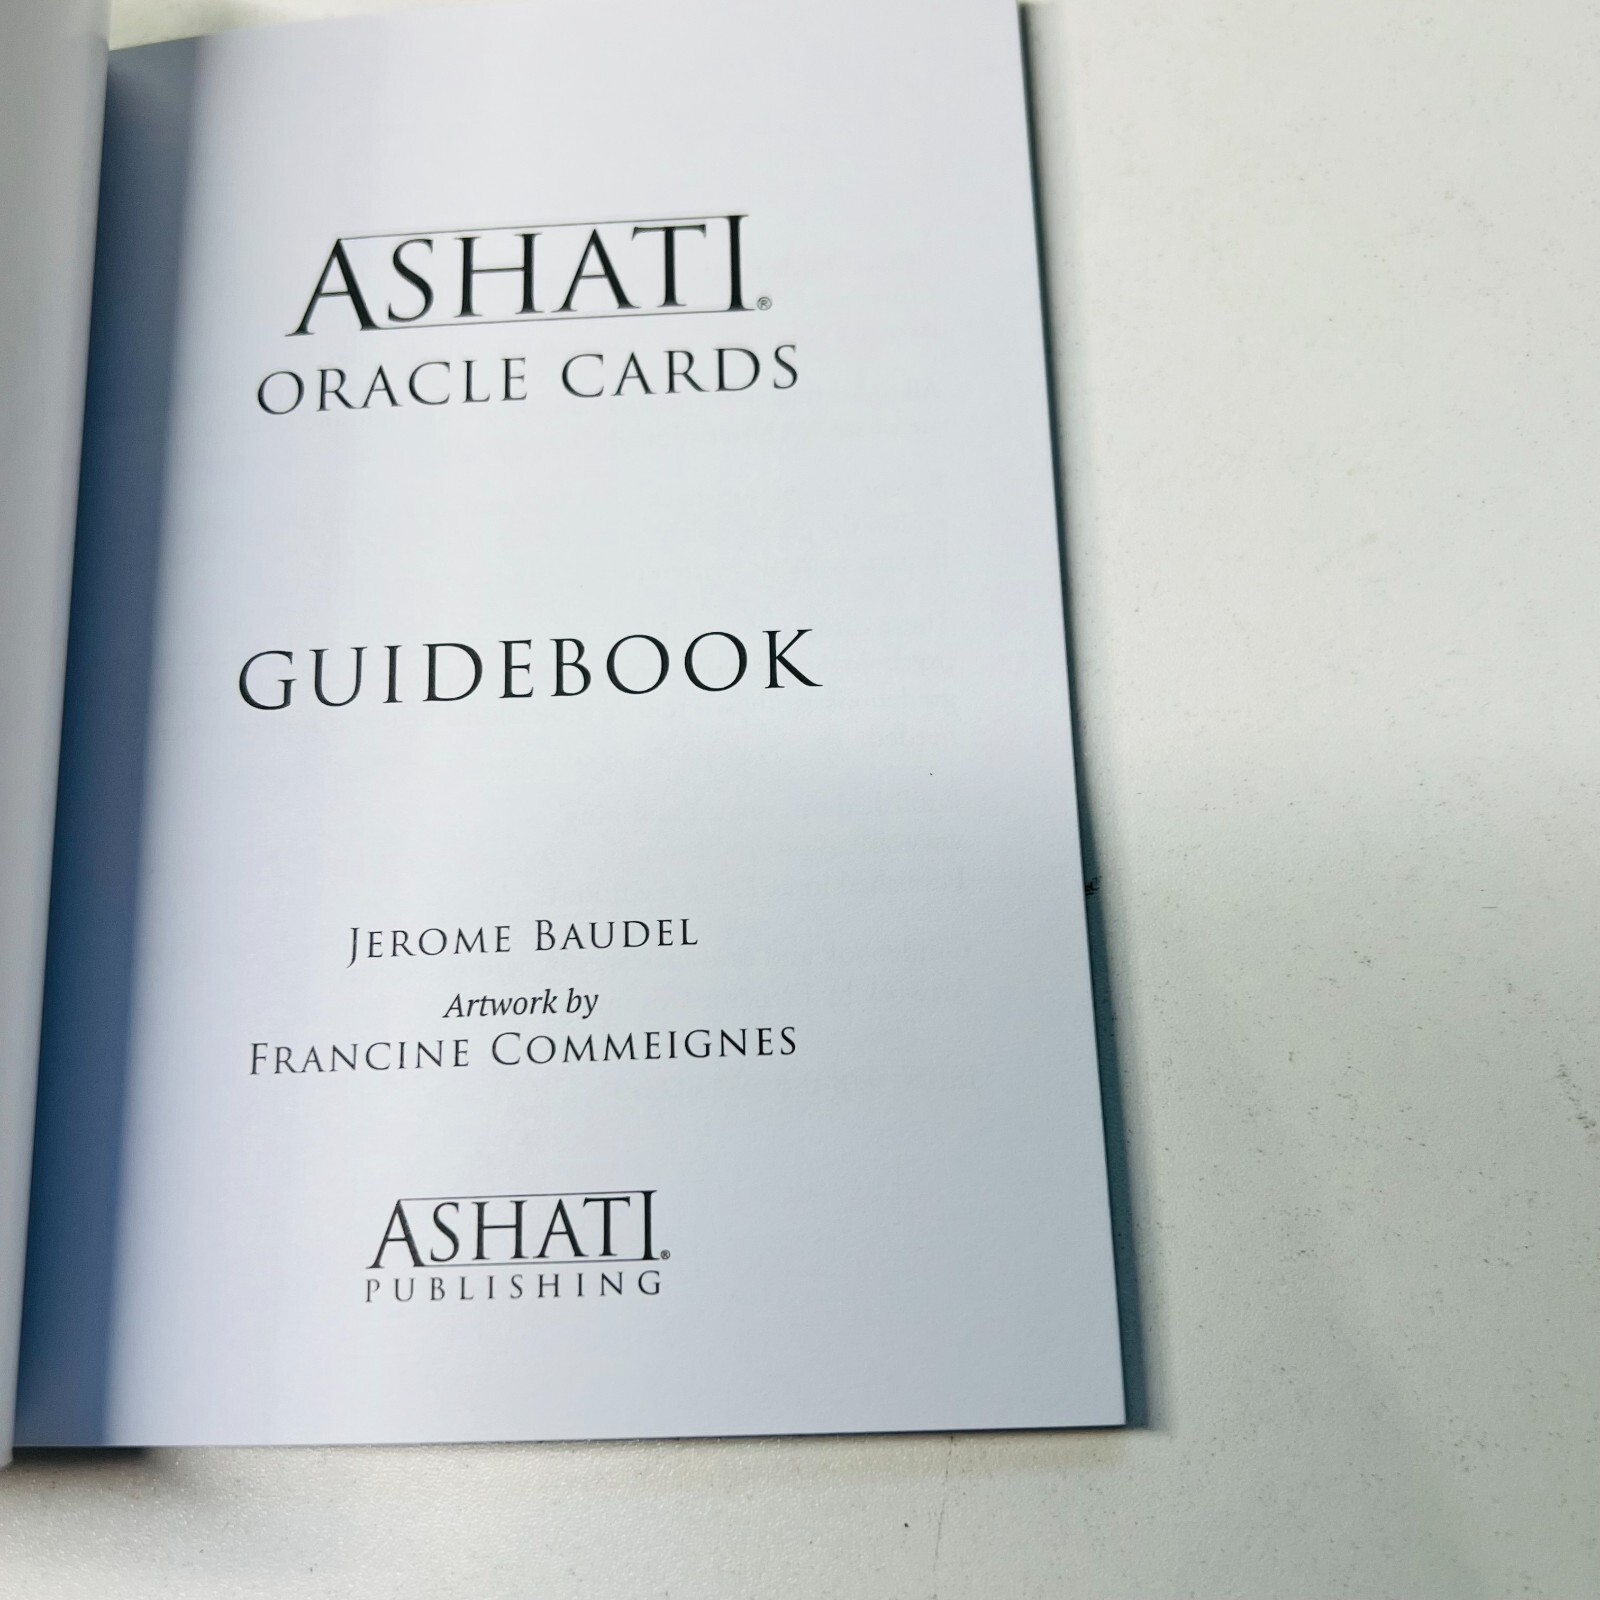 ASHATI®
ORACLE CARDS
GUIDEBOOK
JEROME BAUDEL
Artwork by
FRANCINE COMMEIGNES
ASHATI®
PUBLISHING